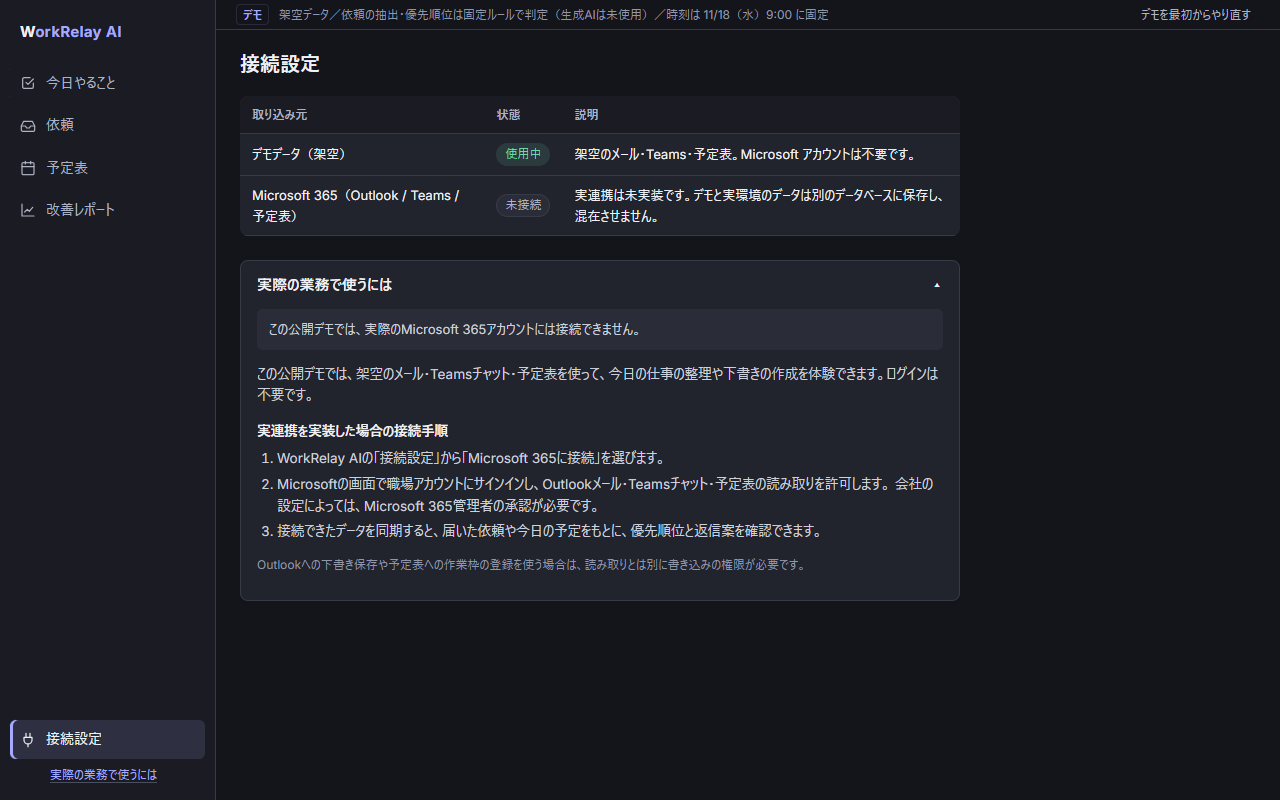 WorkRelay AI
今日やること
依頼
予定表
改善レポート
接続設定
実際の業務で使うには
デモ 架空データ／依頼の抽出・優先順位は固定ルールで判定（生成AIは未使用）／時刻は 11/18（水）9:00 に固定 デモを最初からやり直す
接続設定
取り込み元 状態 説明
デモデータ（架空） 使用中 架空のメール・Teams・予定表。Microsoft アカウントは不要です。
Microsoft 365（Outlook / Teams /
予定表） 未接続 実連携は未実装です。デモと実環境のデータは別のデータベースに保存し、
混在させません。
実際の業務で使うには ▲
この公開デモでは、実際のMicrosoft 365アカウントには接続できません。
この公開デモでは、架空のメール・Teamsチャット・予定表を使って、今日の仕事の整理や下書きの作成を体験できます。ログインは
不要です。
実連携を実装した場合の接続手順
1. WorkRelay AIの「接続設定」から「Microsoft 365に接続」を選びます。
2. Microsoftの画面で職場アカウントにサインインし、Outlookメール・Teamsチャット・予定表の読み取りを許可します。 会社の
設定によっては、Microsoft 365管理者の承認が必要です。
3. 接続できたデータを同期すると、届いた依頼や今日の予定をもとに、優先順位と返信案を確認できます。
Outlookへの下書き保存や予定表への作業枠の登録を使う場合は、読み取りとは別に書き込みの権限が必要です。